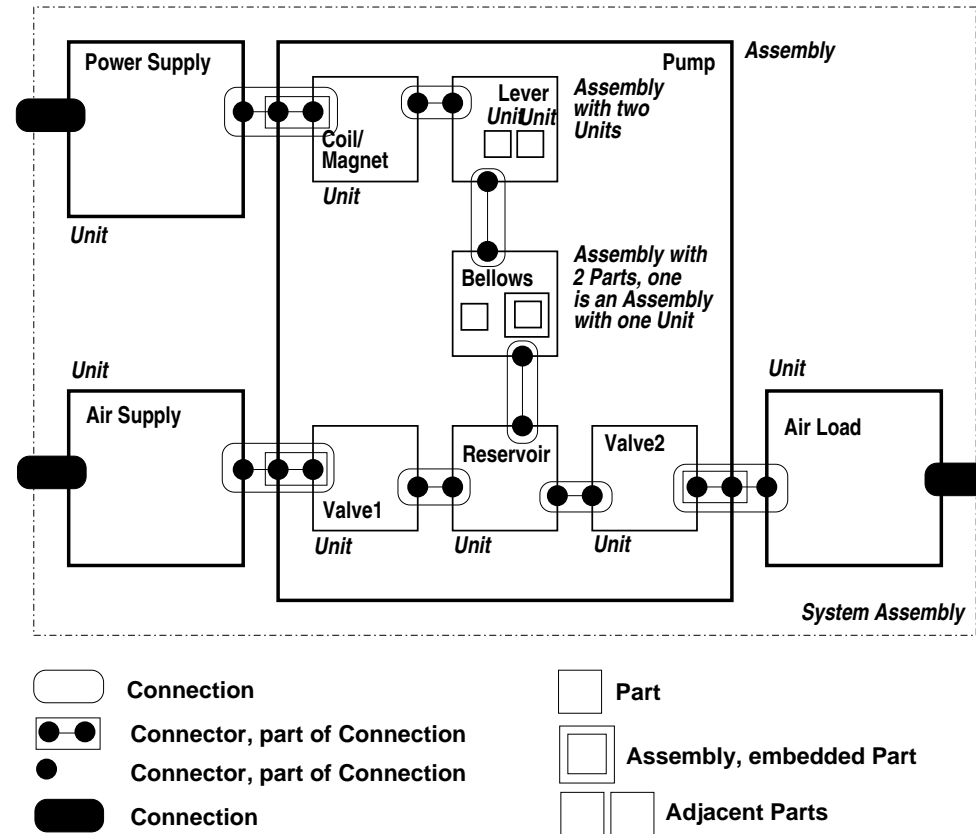 Power Supply
Unit
Pump
Assembly
Coil/
Magnet
Unit
Lever
Unit
Unit
Assembly
with two
Units
Bellows
Assembly with
2 Parts, one
is an Assembly
with one Unit
Unit
Air Supply
Valve1
Unit
Reservoir
Unit
Valve2
Unit
Unit
Air Load
System Assembly
Connection
Connector, part of Connection
Connector, part of Connection
Connection
Part
Assembly, embedded Part
Adjacent Parts